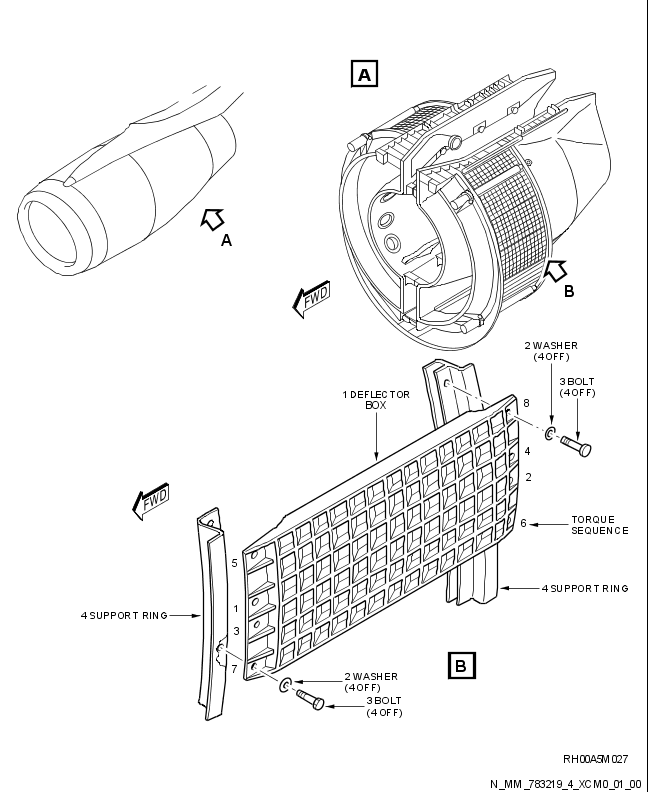 A
A
B
FWD
2 WASHER
(4 OFF)
3 BOLT
(4 OFF)
1 DEFLECTOR
BOX
8
4
2
6
TORQUE
SEQUENCE
FWD
5
1
3
7
4 SUPPORT RING
4 SUPPORT RING
B
2 WASHER
(4 OFF)
3 BOLT
(4 OFF)
RH00A5M027
N_MM_783219_4_XCM0_01_00